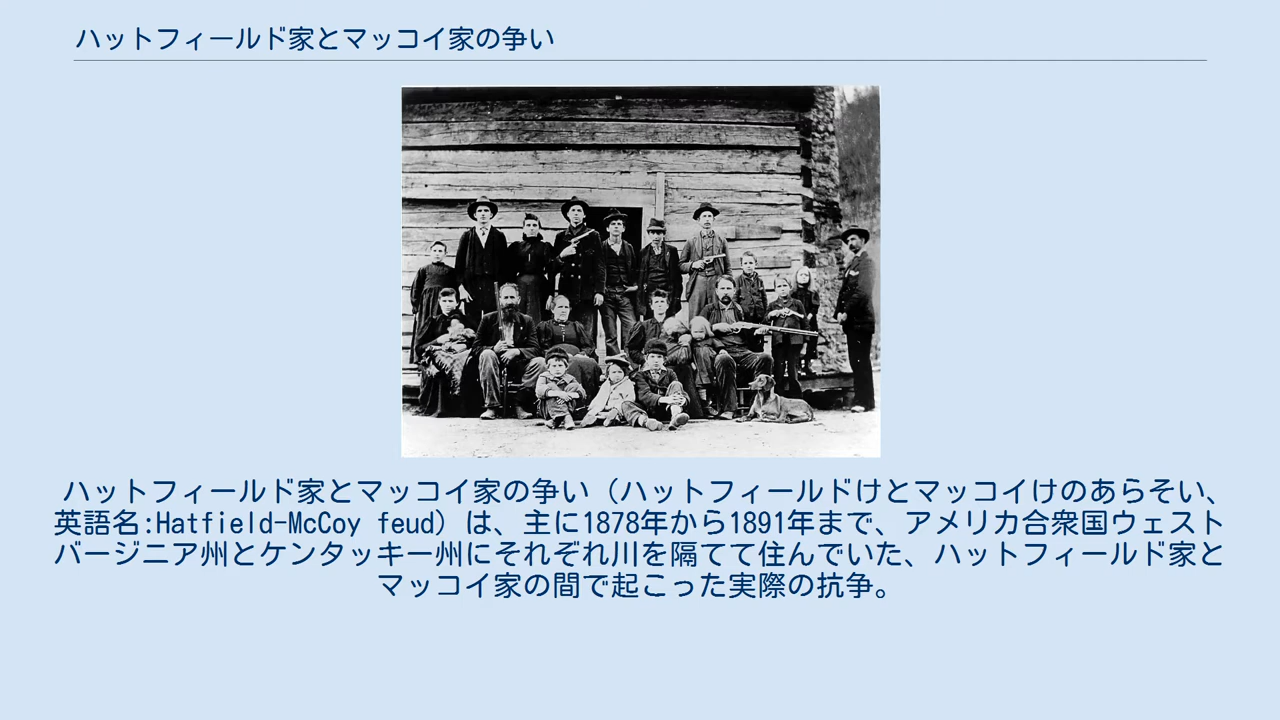 ハットフィールド家とマッコイ家の争い
ハットフィールド家とマッコイ家の争い（ハットフィールドけとマッコイけのあらそい、
英語名:Hatfield-McCoy feud）は、主に1878年から1891年まで、アメリカ合衆国ウェスト
バージニア州とケンタッキー州にそれぞれ川を隔てて住んでいた、ハットフィールド家と
マッコイ家の間で起こった実際の抗争。